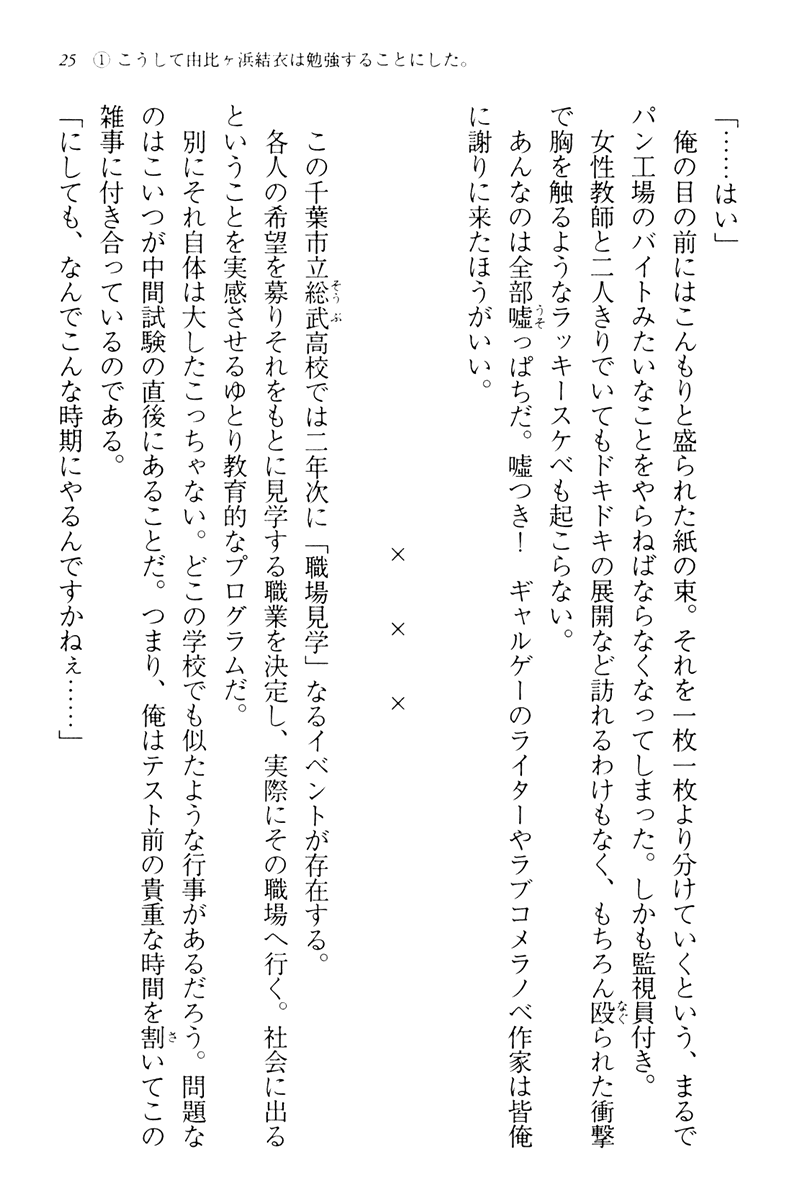 25　① こうして由比ヶ浜結衣は勉強することにした。
「……はい」
　俺の目の前にはこんもりと盛られた紙の束。それを一枚一枚より分けていくという、まるで
パン工場のバイトみたいなことをやらねばならなくなってしまった。しかも監視員付き。
　女性教師と二人きりでいてもドキドキの展開など訪れるわけもなく、もちろん殴られた衝撃
で胸を触るようなラッキースケベも起こらない。
　あんなのは全部嘘っぱちだ。嘘つき！　ギャルゲーのライターやラブコメラノベ作家は皆俺
に謝りに来たほうがいい。
×　×　×
　この千葉市立総武高校では二年次に「職場見学」なるイベントが存在する。
　各人の希望を募りそれをもとに見学する職業を決定し、実際にその職場へ行く。社会に出る
ということを実感させるゆとり教育的なプログラムだ。
　別にそれ自体は大したこっちゃない。どこの学校でも似たような行事があるだろう。問題な
のはこいつが中間試験の直後にあることだ。つまり、俺はテスト前の貴重な時間を割いてこの
雑事に付き合っているのである。
「にしても、なんでこんな時期にやるんですかねぇ……」